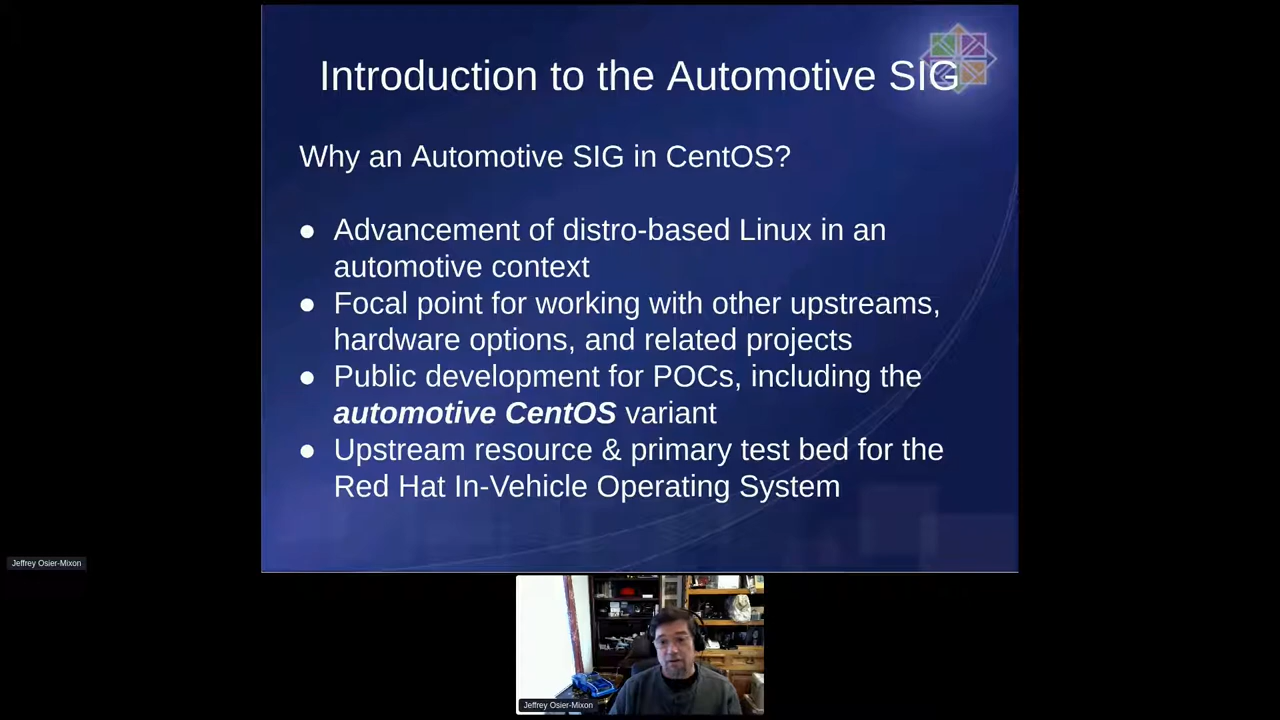 Introduction to the Automotive SIG
Why an Automotive SIG in CentOS?
● Advancement of distro-based Linux in an
automotive context
● Focal point for working with other upstreams,
hardware options, and related projects
● Public development for POCs, including the
automotive CentOS variant
● Upstream resource & primary test bed for the
Red Hat In-Vehicle Operating System
Jeffrey Osier-Mixon
Jeffrey Osier-Mixon